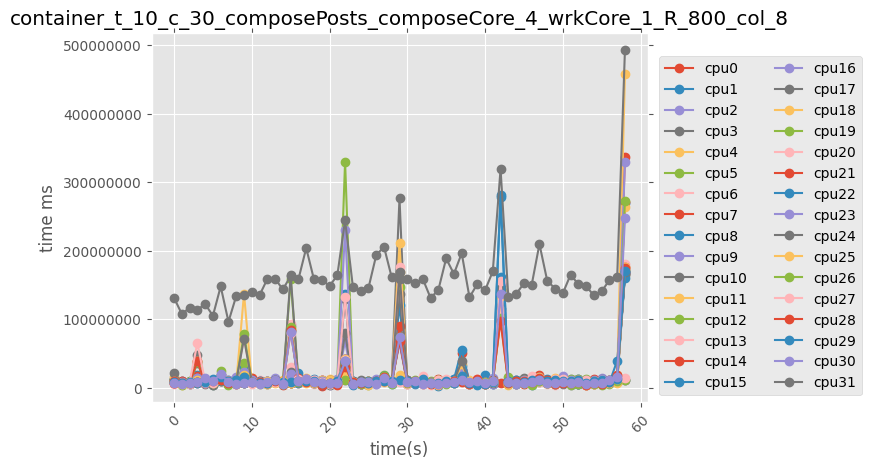 container_t_10_c_30_composePosts_composeCore_4_wrkCore_1_R_800_col_8
500000000
400000000
300000000
200000000
100000000
0
time ms
0 10 20 30 40 50 60
time(s)
cpu0 cpu16
cpu1 cpu17
cpu2 cpu18
cpu3 cpu19
cpu4 cpu20
cpu5 cpu21
cpu6 cpu22
cpu7 cpu23
cpu8 cpu24
cpu9 cpu25
cpu10 cpu26
cpu11 cpu27
cpu12 cpu28
cpu13 cpu29
cpu14 cpu30
cpu15 cpu31